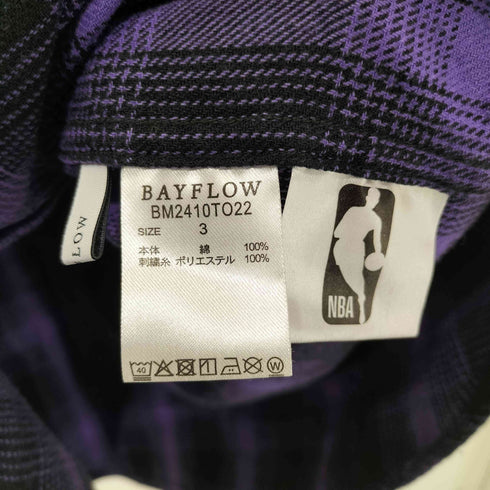 LOW
BAYFLOW
BM2410TO22
SIZE 3
本体 綿 100%
刺繍糸 ポリエステル 100%
40 W
NBA